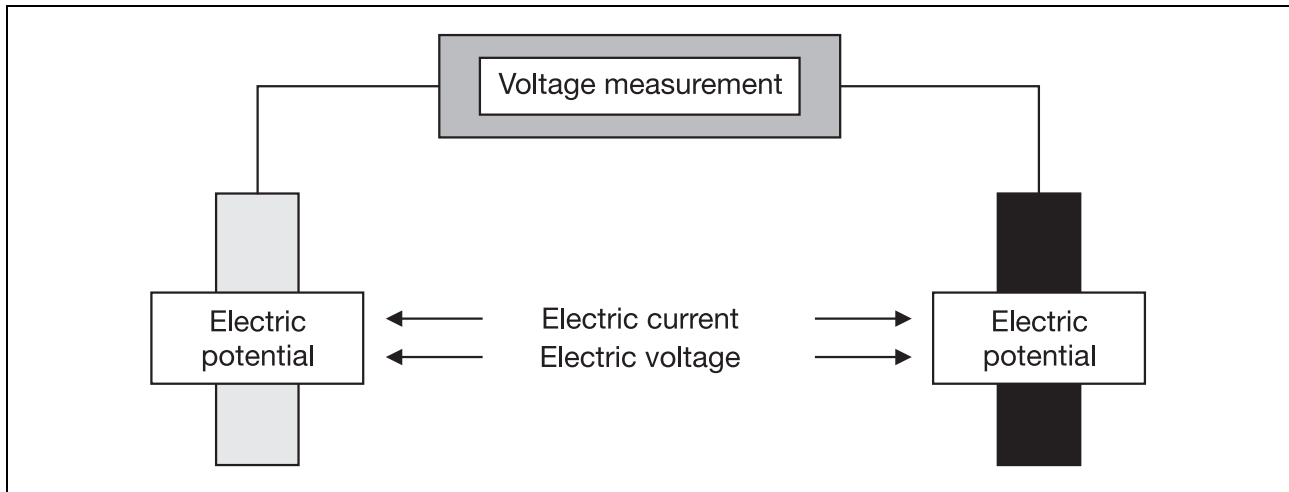 Voltage measurement
Electric
potential
Electric current
Electric voltage
Electric
potential